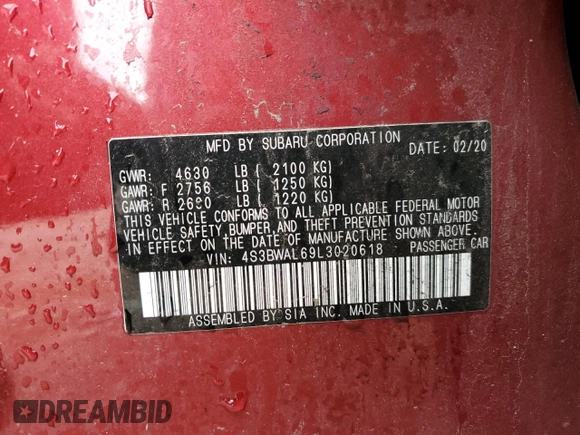 MFD BY SUBARU CORPORATION DATE: 02/20
GVWR: 4630 LB ( 2100 KG)
GAWR: F 2756 LB ( 1250 KG)
GAWR: R 2690 LB ( 1220 KG)
THIS VEHICLE CONFORMS TO ALL APPLICABLE FEDERAL MOTOR
VEHICLE SAFETY,BUMPER,AND THEFT PREVENTION STANDARDS
IN EFFECT ON THE DATE OF MANUFACTURE SHOWN ABOVE.
VIN: 4S3BWAL69L3020618 PASSENGER CAR
ASSEMBLED BY SIA INC. MADE IN U.S.A.
DREAMBID